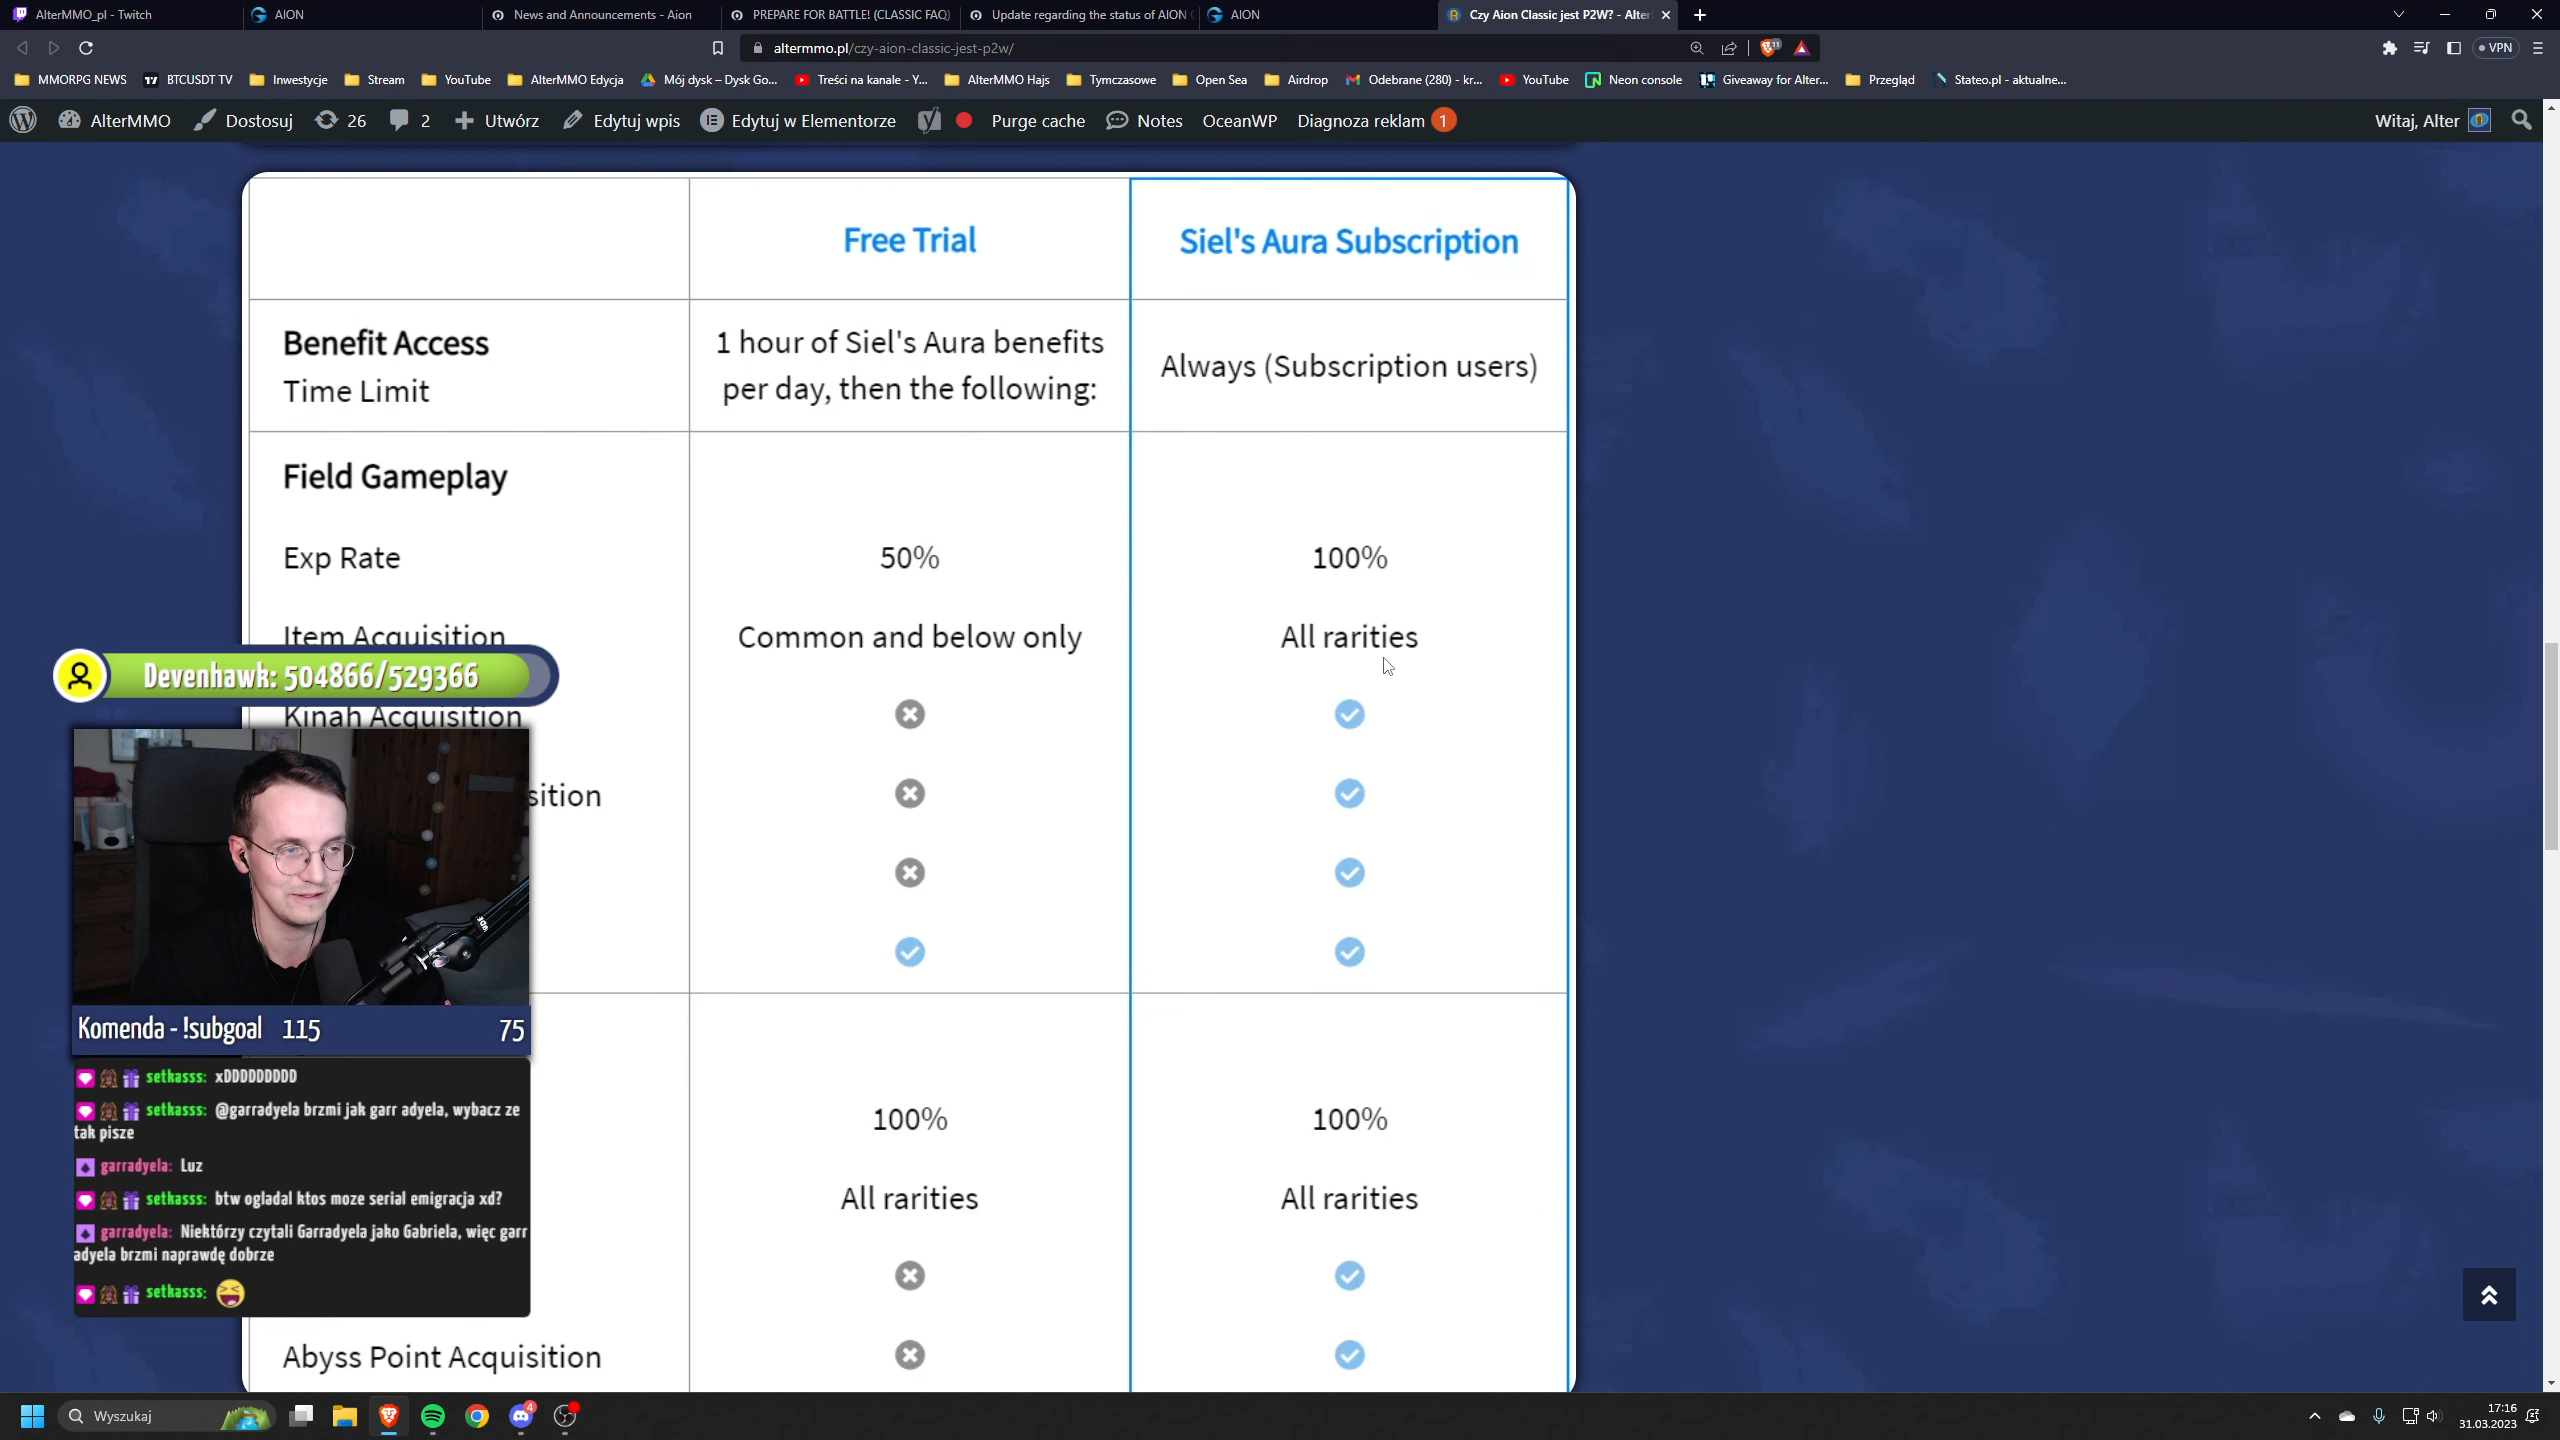 AlterMMO_pl - Twitch
AION
News and Announcements - Aion
PREPARE FOR BATTLE! (CLASSIC FAQ)
Update regarding the status of AION
AION
Czy Aion Classic jest P2W? - Alter
altermmo.pl/czy-aion-classic-jest-p2w/
VPN
MMORPG NEWS
BTCUSDT TV
Inwestycje
Stream
YouTube
AlterMMO Edycja
Mój dysk – Dysk Go...
Treści na kanale - Y...
AlterMMO Hajs
Tymczasowe
Open Sea
Airdrop
Odebrane (280) - kr...
YouTube
Neon console
Giveaway for Alter...
Przegląd
Stateo.pl - aktualne...
AlterMMO
Dostosuj
26
2
Utwórz
Edytuj wpis
Edytuj w Elementorze
Purge cache
Notes
OceanWP
Diagnoza reklam 1
Witaj, Alter
Free Trial
Siel's Aura Subscription
Benefit Access
Time Limit
1 hour of Siel's Aura benefits
per day, then the following:
Always (Subscription users)
Field Gameplay
Exp Rate
50%
100%
Item Acquisition
Common and below only
All rarities
Devenhawk: 504866/529366
Kinah Acquisition
sition
Komenda - !subgoal 115 75
setkasss: xDDDDDDDDD
setkasss: @garradyela brzmi jak garr adyela, wybacz ze
tak pisze
garradyela: Luz
setkasss: btw ogladal ktos moze serial emigracja xd?
garradyela: Niektórzy czytali Garradyela jako Gabriela, więc garr
adyela brzmi naprawdę dobrze
setkasss:
100%
100%
All rarities
All rarities
Abyss Point Acquisition
Wyszukaj
4
17:16
31.03.2023